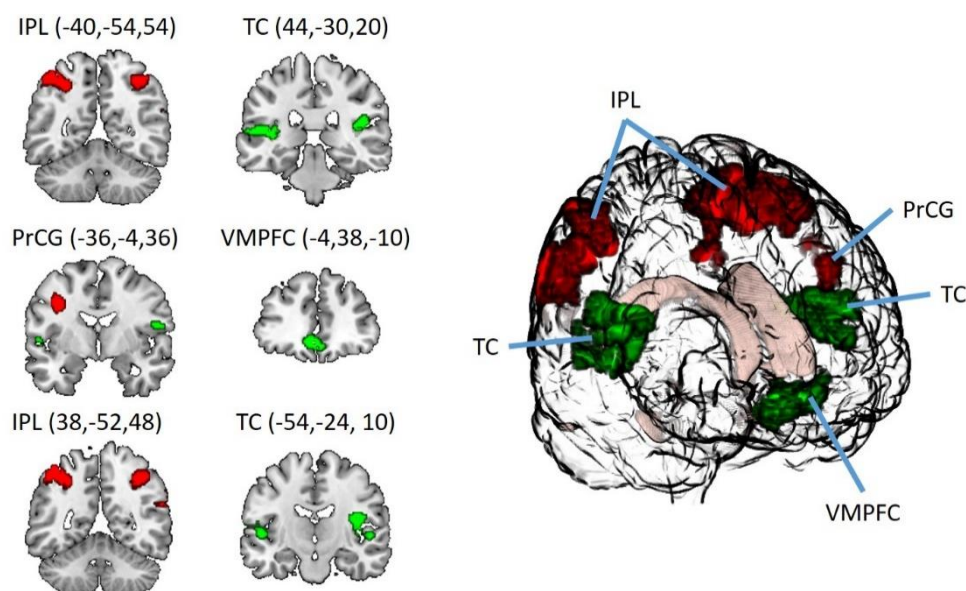 IPL (-40,-54,54)
TC (44,-30,20)
PrCG (-36,-4,36)
VMPFC (-4,38,-10)
IPL (38,-52,48)
TC (-54,-24, 10)
IPL
PrCG
TC
TC
VMPFC